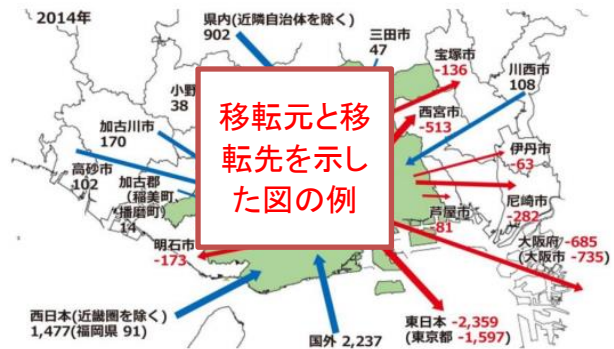 2014年
県内(近隣自治体を除く)
902
三田市
47
宝塚市
-136
川西市
108
小野
38
移転元と移
転先を示し
た図の例
西宮市
-513
加古川市
170
伊丹市
-63
高砂市
102
加古郡
(稲美町、
播磨町)
14
芦屋市
-81
尼崎市
-282
明石市
-173
大阪府 -685
(大阪市 -735)
西日本(近畿圏を除く)
1,477(福岡県 91)
国外 2,237
東日本 -2,359
(東京都 -1,597)